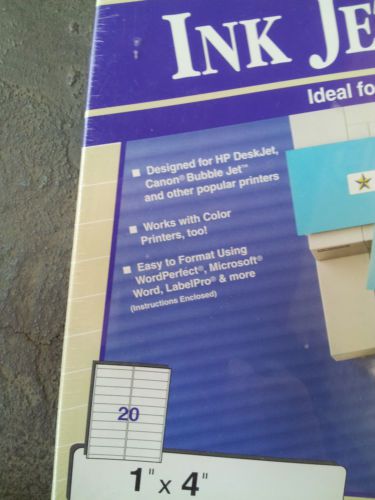 INK JE
Ideal fo
Designed for HP DeskJet,
Canon® Bubble Jet™
and other popular printers
Works with Color
Printers, too!
Easy to Format Using
WordPerfect®, Microsoft®
Word, LabelPro® & more
(Instructions Enclosed)
20
1" x 4"